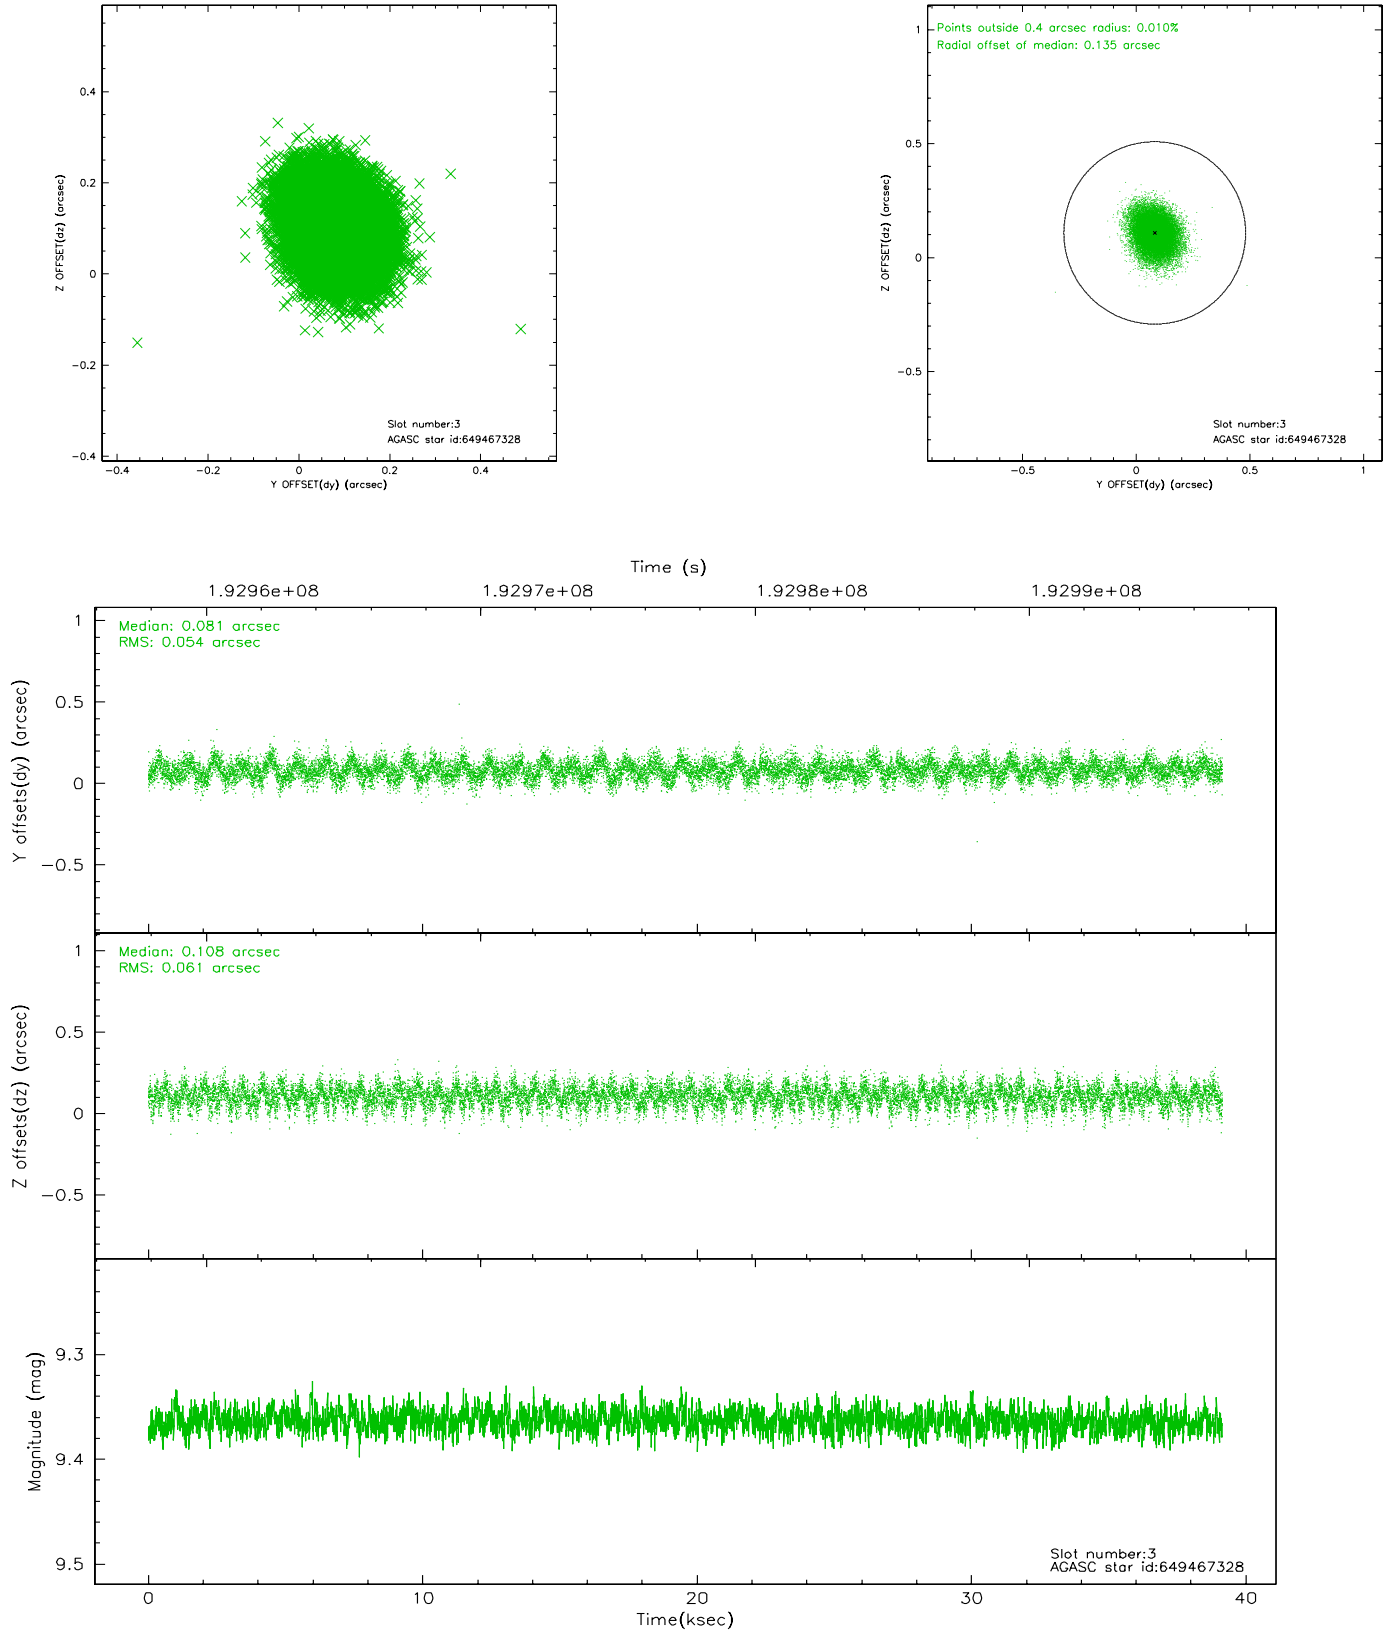 0.4
0.2
0
−0.2
−0.4
Z OFFSET(dz) (arcsec)
Slot number:3
AGASC star id:649467328
−0.4
−0.2
0
0.2
0.4
Y OFFSET(dy) (arcsec)
Points outside 0.4 arcsec radius: 0.010%
Radial offset of median: 0.135 arcsec
1
0.5
0
−0.5
Z OFFSET(dz) (arcsec)
Slot number:3
AGASC star id:649467328
−0.5
0
0.5
1
Y OFFSET(dy) (arcsec)
Time (s)
1.9296e+08
1.9297e+08
1.9298e+08
1.9299e+08
Median: 0.081 arcsec
RMS: 0.054 arcsec
1
0.5
0
−0.5
Y offsets(dy) (arcsec)
Median: 0.108 arcsec
RMS: 0.061 arcsec
1
0.5
0
−0.5
Z offsets(dz) (arcsec)
9.3
9.4
9.5
Magnitude (mag)
Slot number:3
AGASC star id:649467328
0
10
20
30
40
Time(ksec)